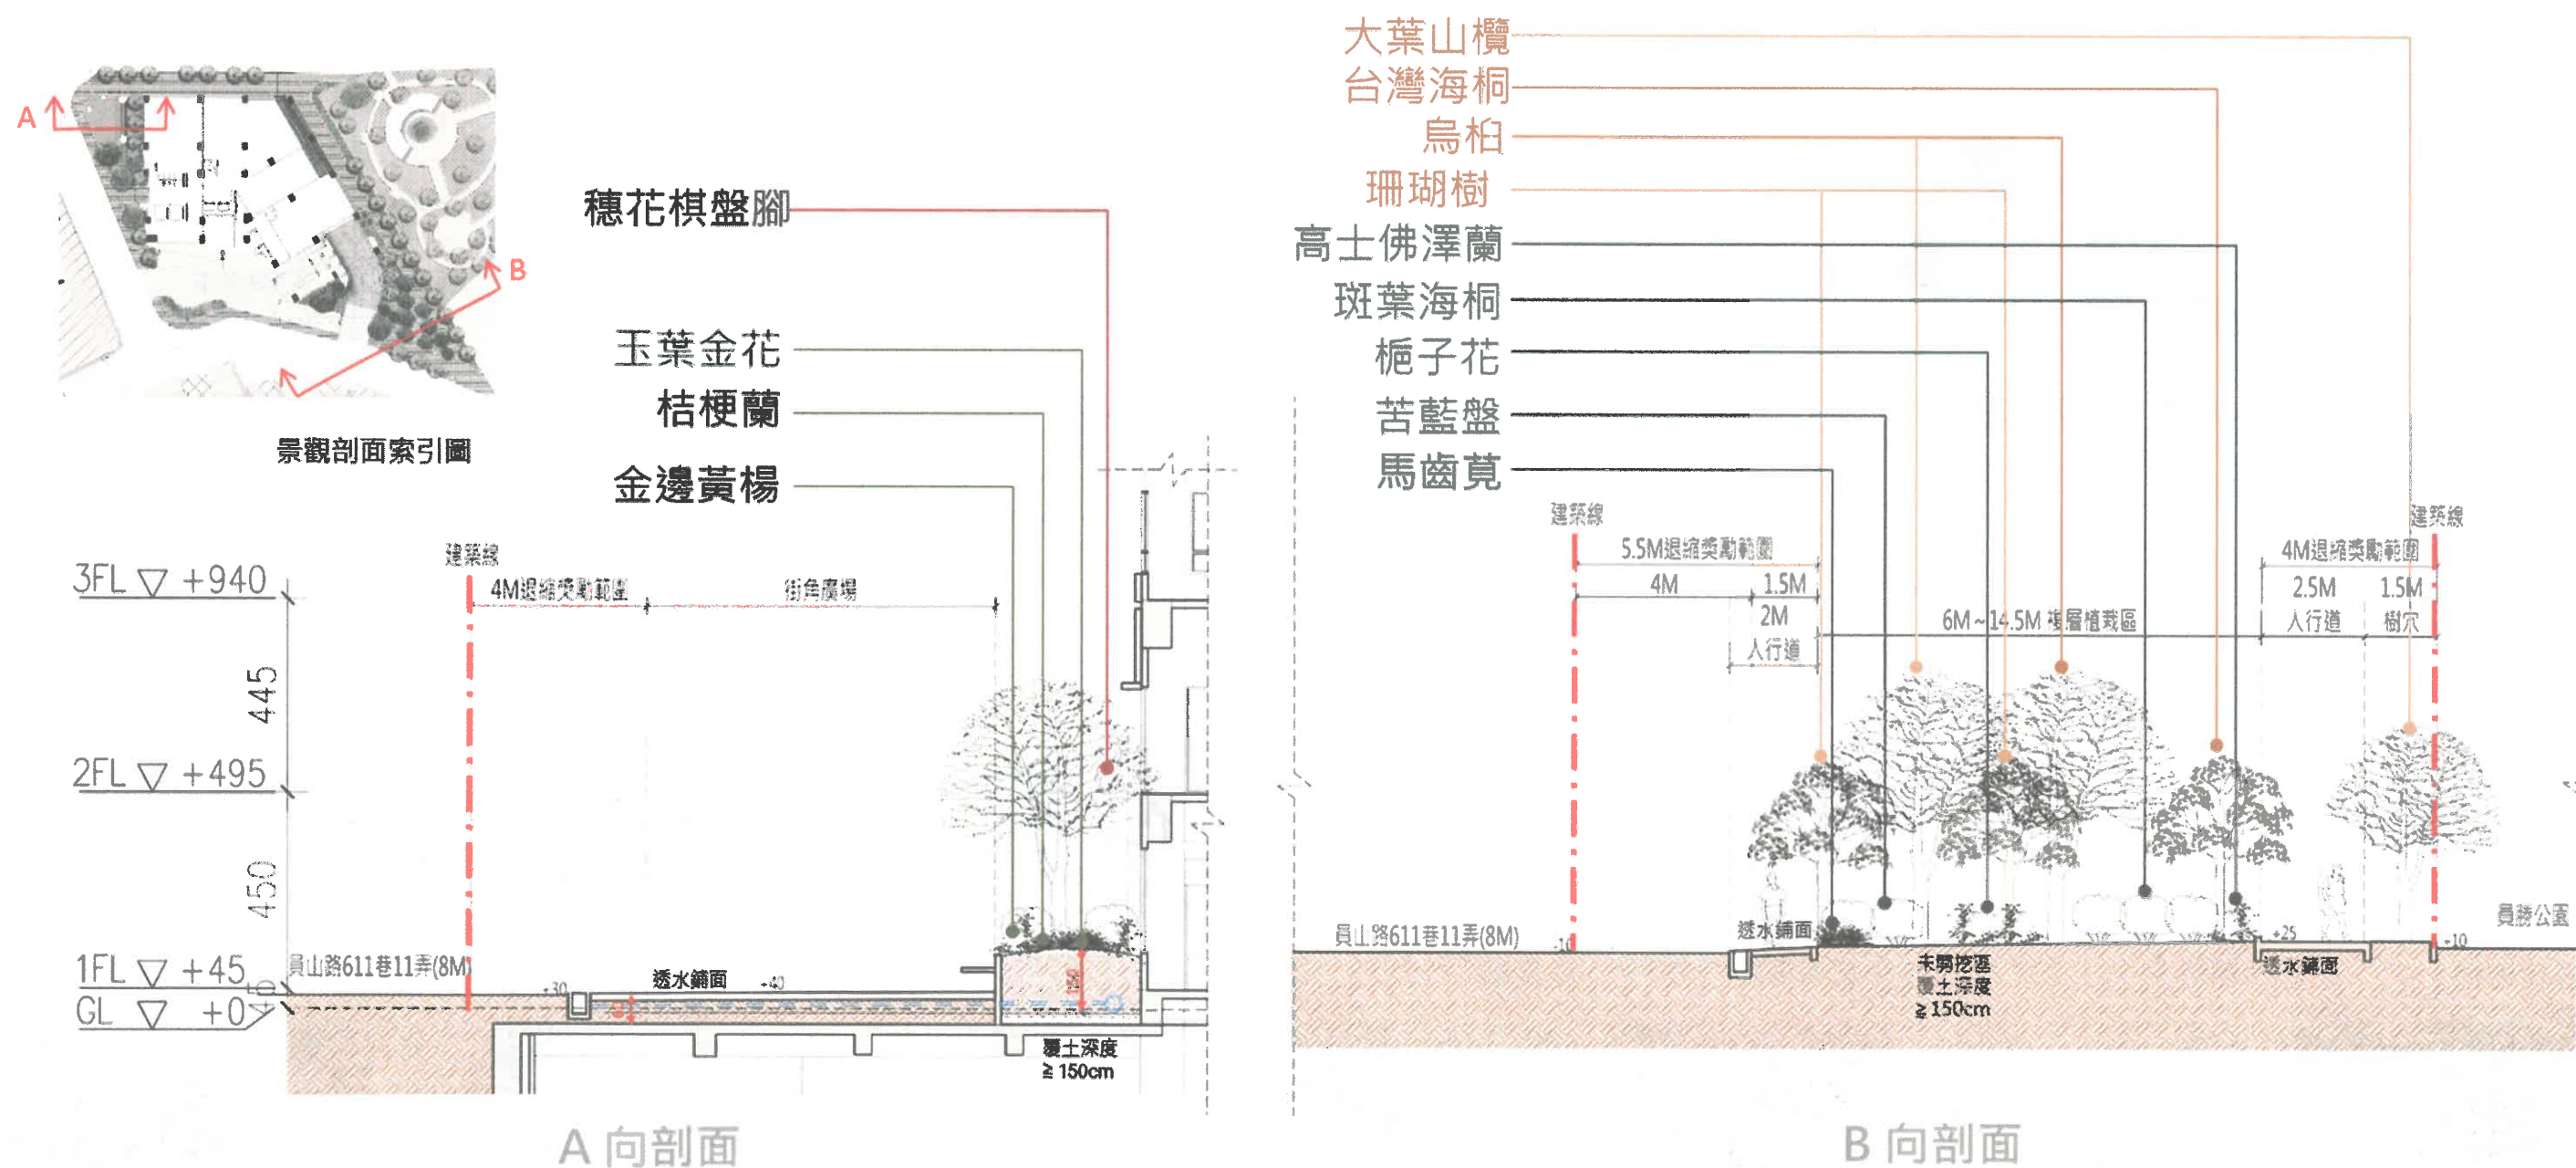 A
B
景觀剖面索引圖
穗花棋盤腳
玉葉金花
桔梗蘭
金邊黃楊
建築線
4M退縮獎勵範圍
街角廣場
3FL ▽ +940
445
2FL ▽ +495
450
1FL ▽ +45
45
GL ▽ +0
員山路611巷11弄(8M)
+30
透水鋪面
+40
150
覆土深度
≧150cm
A 向剖面
大葉山欖
台灣海桐
烏桕
珊瑚樹
高士佛澤蘭
斑葉海桐
梔子花
苦藍盤
馬齒莧
建築線
5.5M退縮獎勵範圍
4M
1.5M
2M
人行道
6M~14.5M 複層植栽區
建築線
4M退縮獎勵範圍
2.5M
1.5M
人行道
樹穴
員山路611巷11弄(8M)
-10
透水鋪面
未開挖區
覆土深度
≧150cm
+25
透水鋪面
+10
員勝公園
B 向剖面